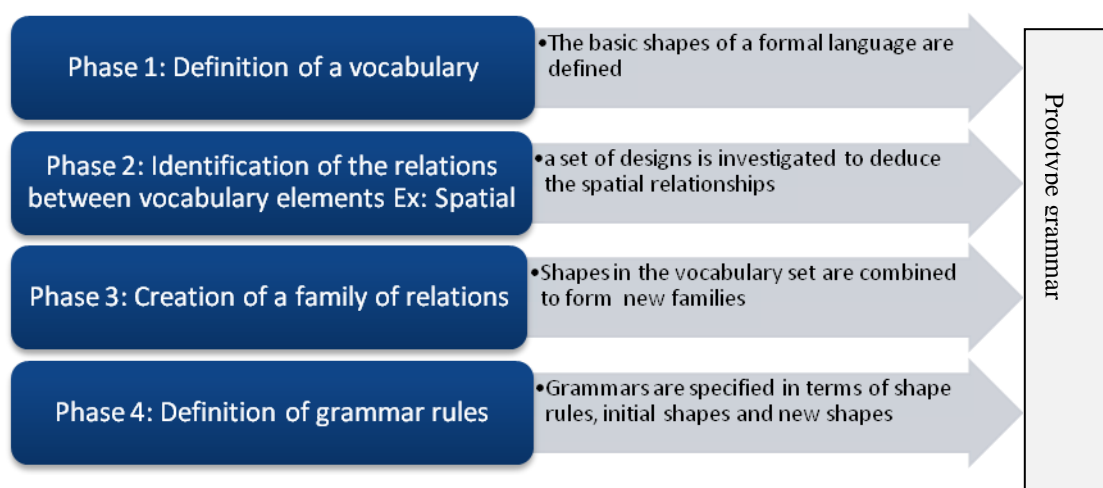 Phase 1: Definition of a vocabulary
•The basic shapes of a formal language are
defined
Phase 2: Identification of the relations
between vocabulary elements Ex: Spatial
•a set of designs is investigated to deduce
the spatial relationships
Phase 3: Creation of a family of relations
•Shapes in the vocabulary set are combined
to form new families
Phase 4: Definition of grammar rules
•Grammars are specified in terms of shape
rules, initial shapes and new shapes
Prototype grammar